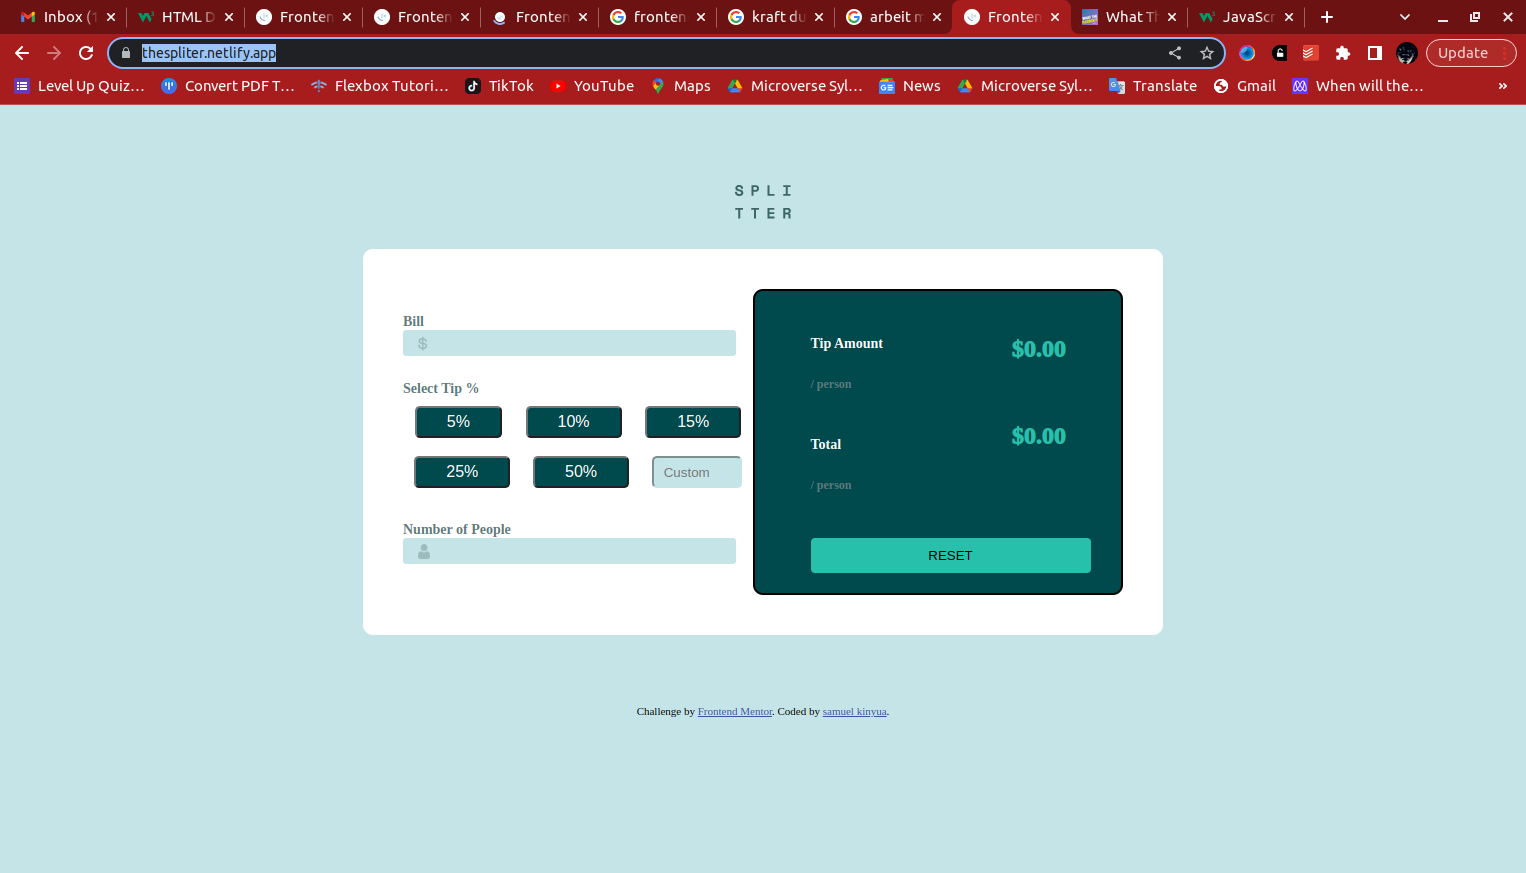 Inbox (1
HTML D
Fronten
Fronten
Fronten
fronten
kraft du
arbeit m
Fronten
What Th
JavaScr
thespliter.netlify.app
Update
Level Up Quiz…
Convert PDF T…
Flexbox Tutori…
TikTok
YouTube
Maps
Microverse Syl…
News
Microverse Syl…
Translate
Gmail
When will the…
»
SPLI
TTER
Bill
$
Select Tip %
5% 10% 15%
25% 50% Custom
Number of People
Tip Amount $0.00
/ person
Total $0.00
/ person
RESET
Challenge by Frontend Mentor. Coded by samuel kinyua.